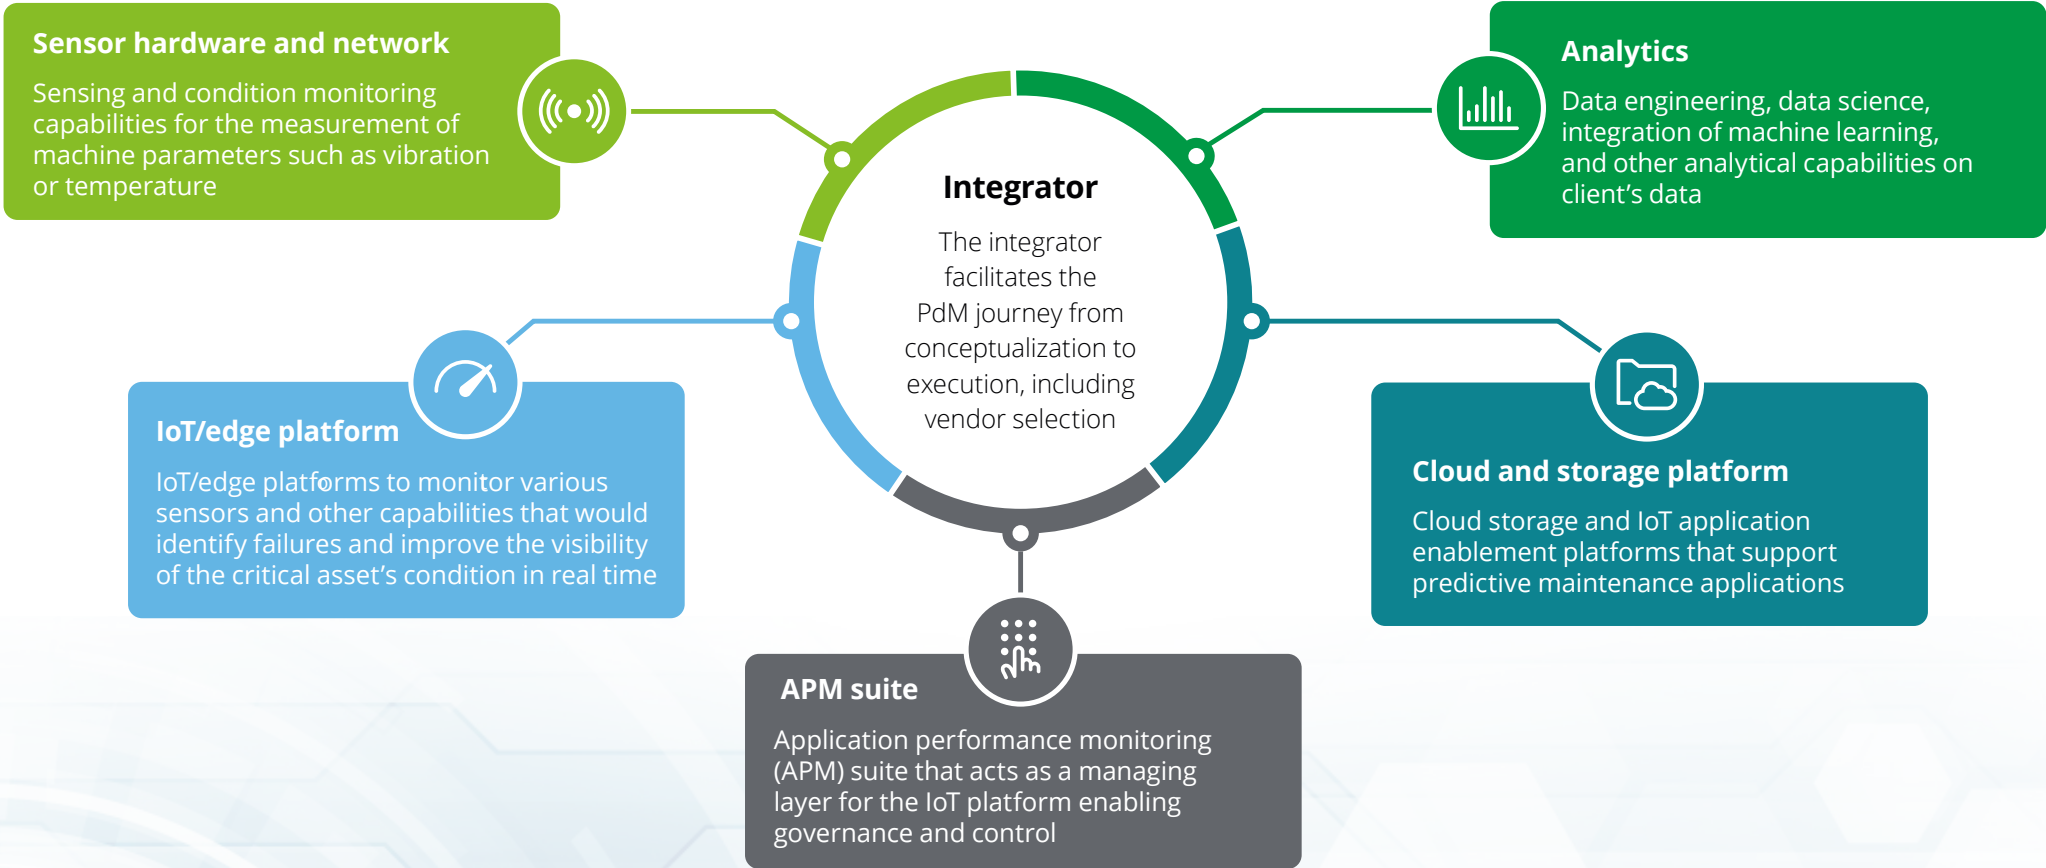 Sensor hardware and network
Sensing and condition monitoring
capabilities for the measurement of
machine parameters such as vibration
or temperature
Analytics
Data engineering, data science,
integration of machine learning,
and other analytical capabilities on
client’s data
Integrator
The integrator
facilitates the
PdM journey from
conceptualization to
execution, including
vendor selection
IoT/edge platform
IoT/edge platforms to monitor various
sensors and other capabilities that would
identify failures and improve the visibility
of the critical asset’s condition in real time
Cloud and storage platform
Cloud storage and IoT application
enablement platforms that support
predictive maintenance applications
APM suite
Application performance monitoring
(APM) suite that acts as a managing
layer for the IoT platform enabling
governance and control